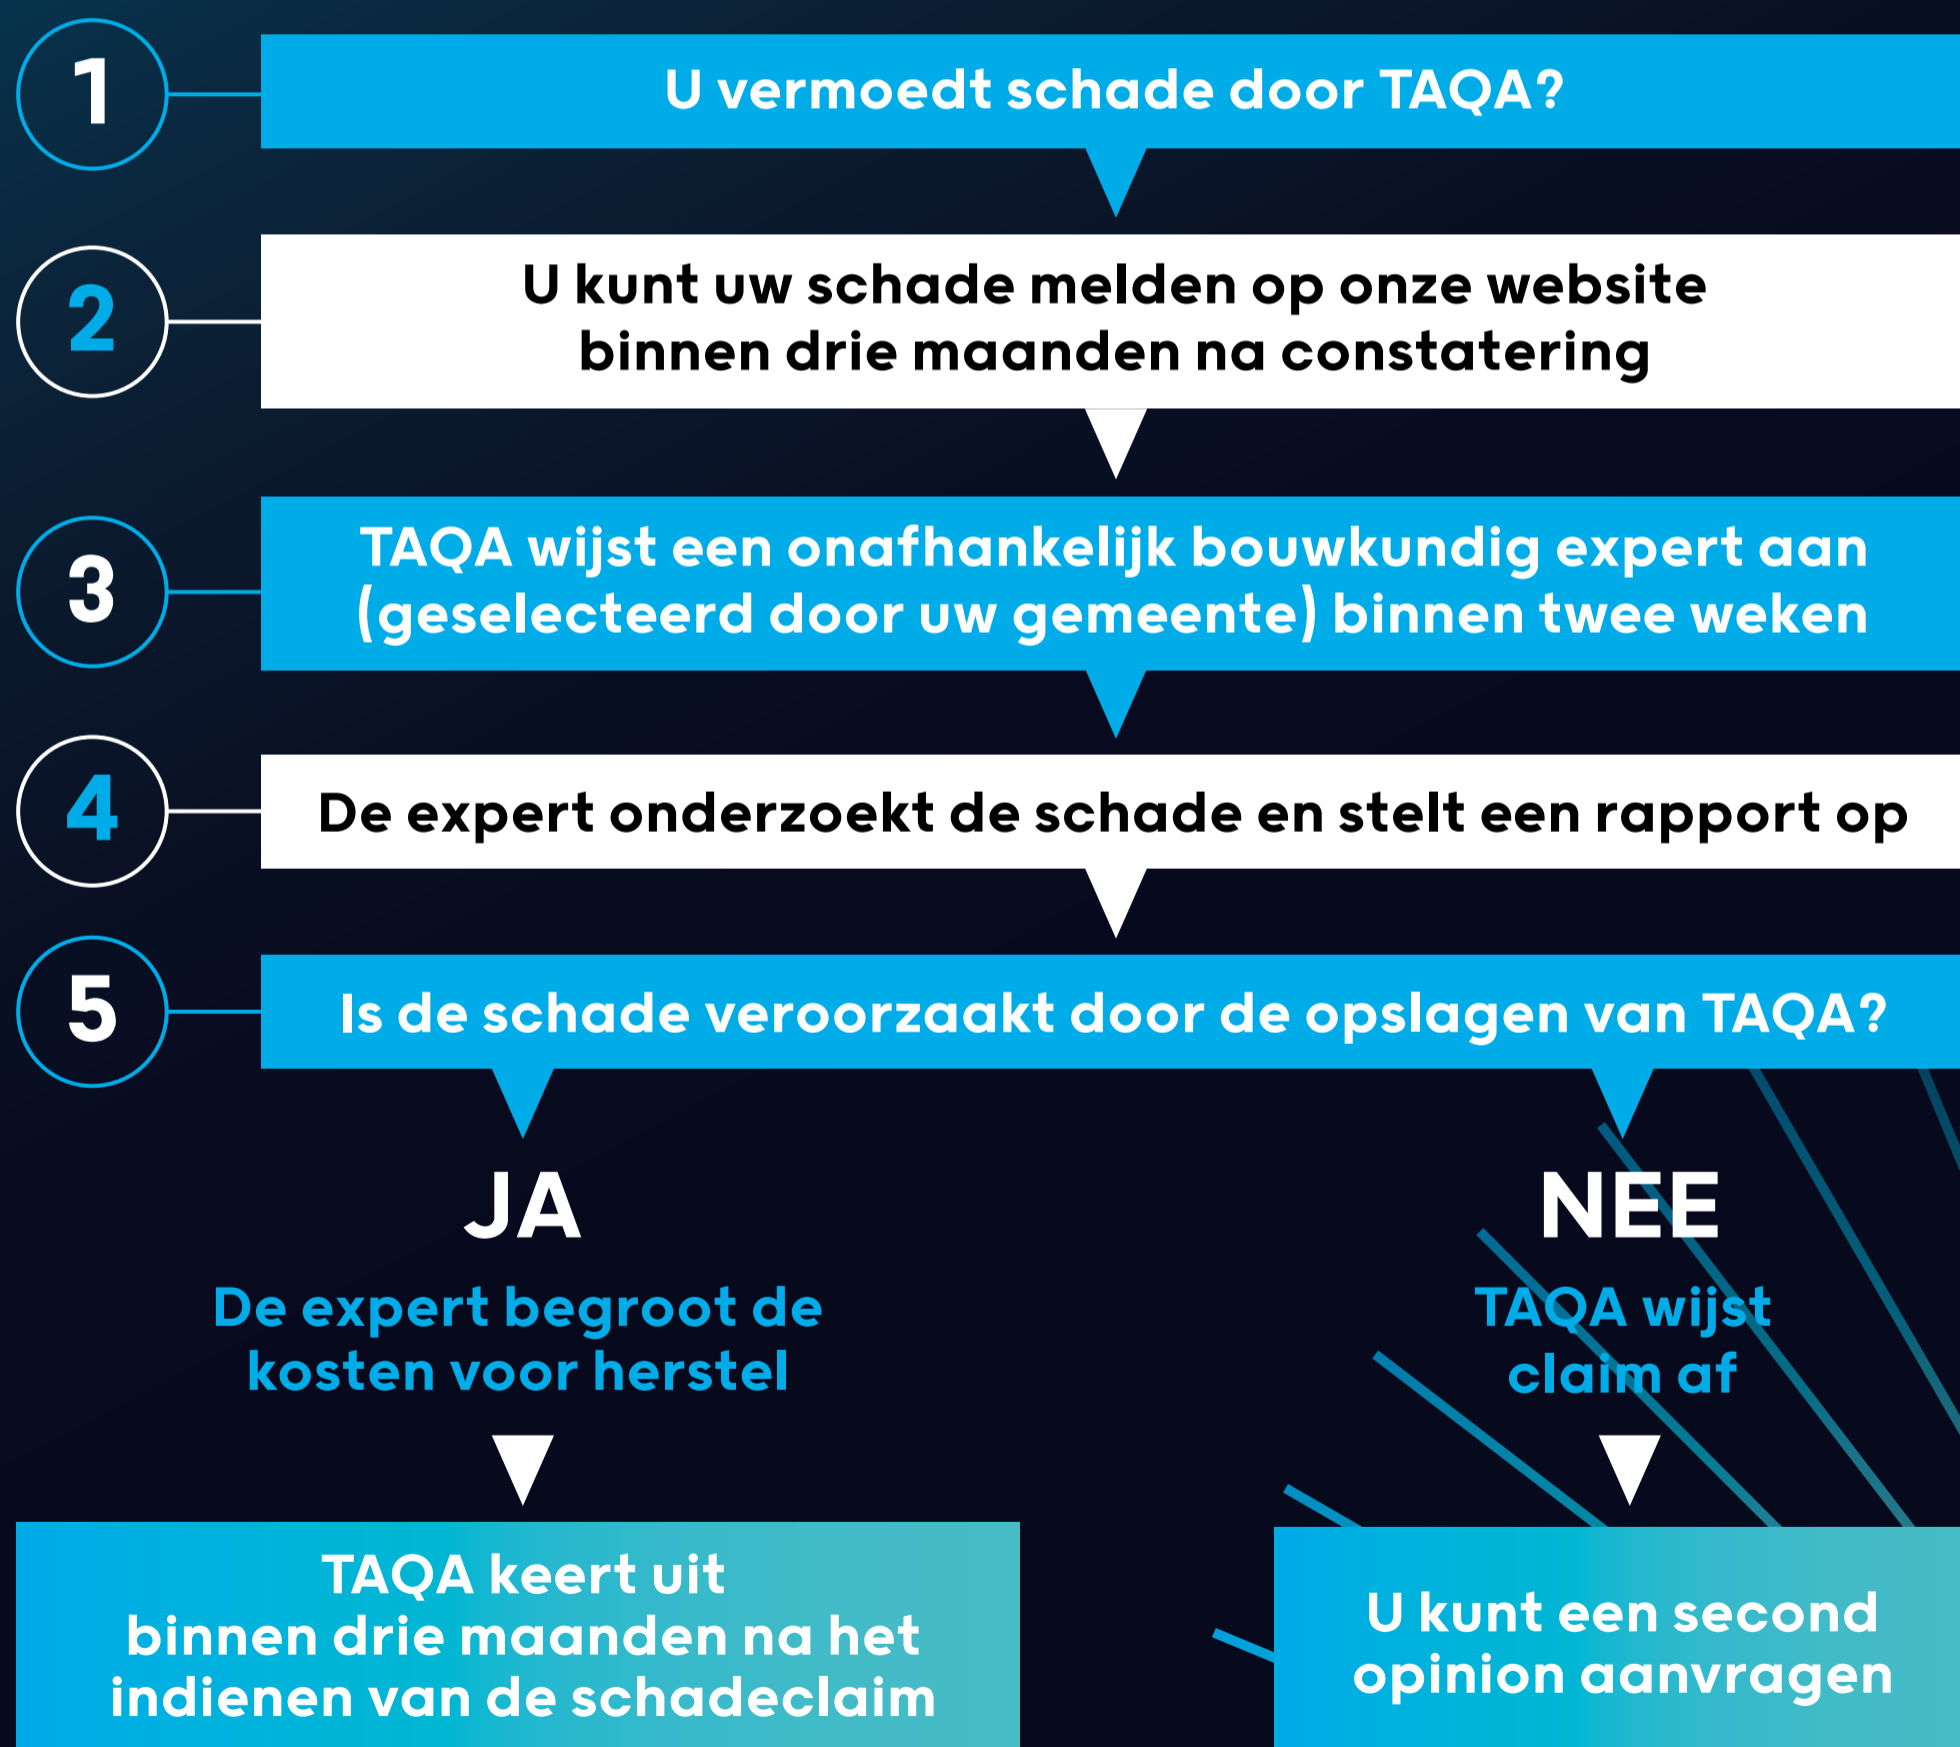 1
U vermoedt schade door TAQA?
2
U kunt uw schade melden op onze website
binnen drie maanden na constatering
3
TAQA wijst een onafhankelijk bouwkundig expert aan
(geselecteerd door uw gemeente) binnen twee weken
4
De expert onderzoekt de schade en stelt een rapport op
5
Is de schade veroorzaakt door de opslagen van TAQA?
JA
De expert begroot de
kosten voor herstel
TAQA keert uit
binnen drie maanden na het
indienen van de schadeclaim
NEE
TAQA wijst
claim af
U kunt een second
opinion aanvragen